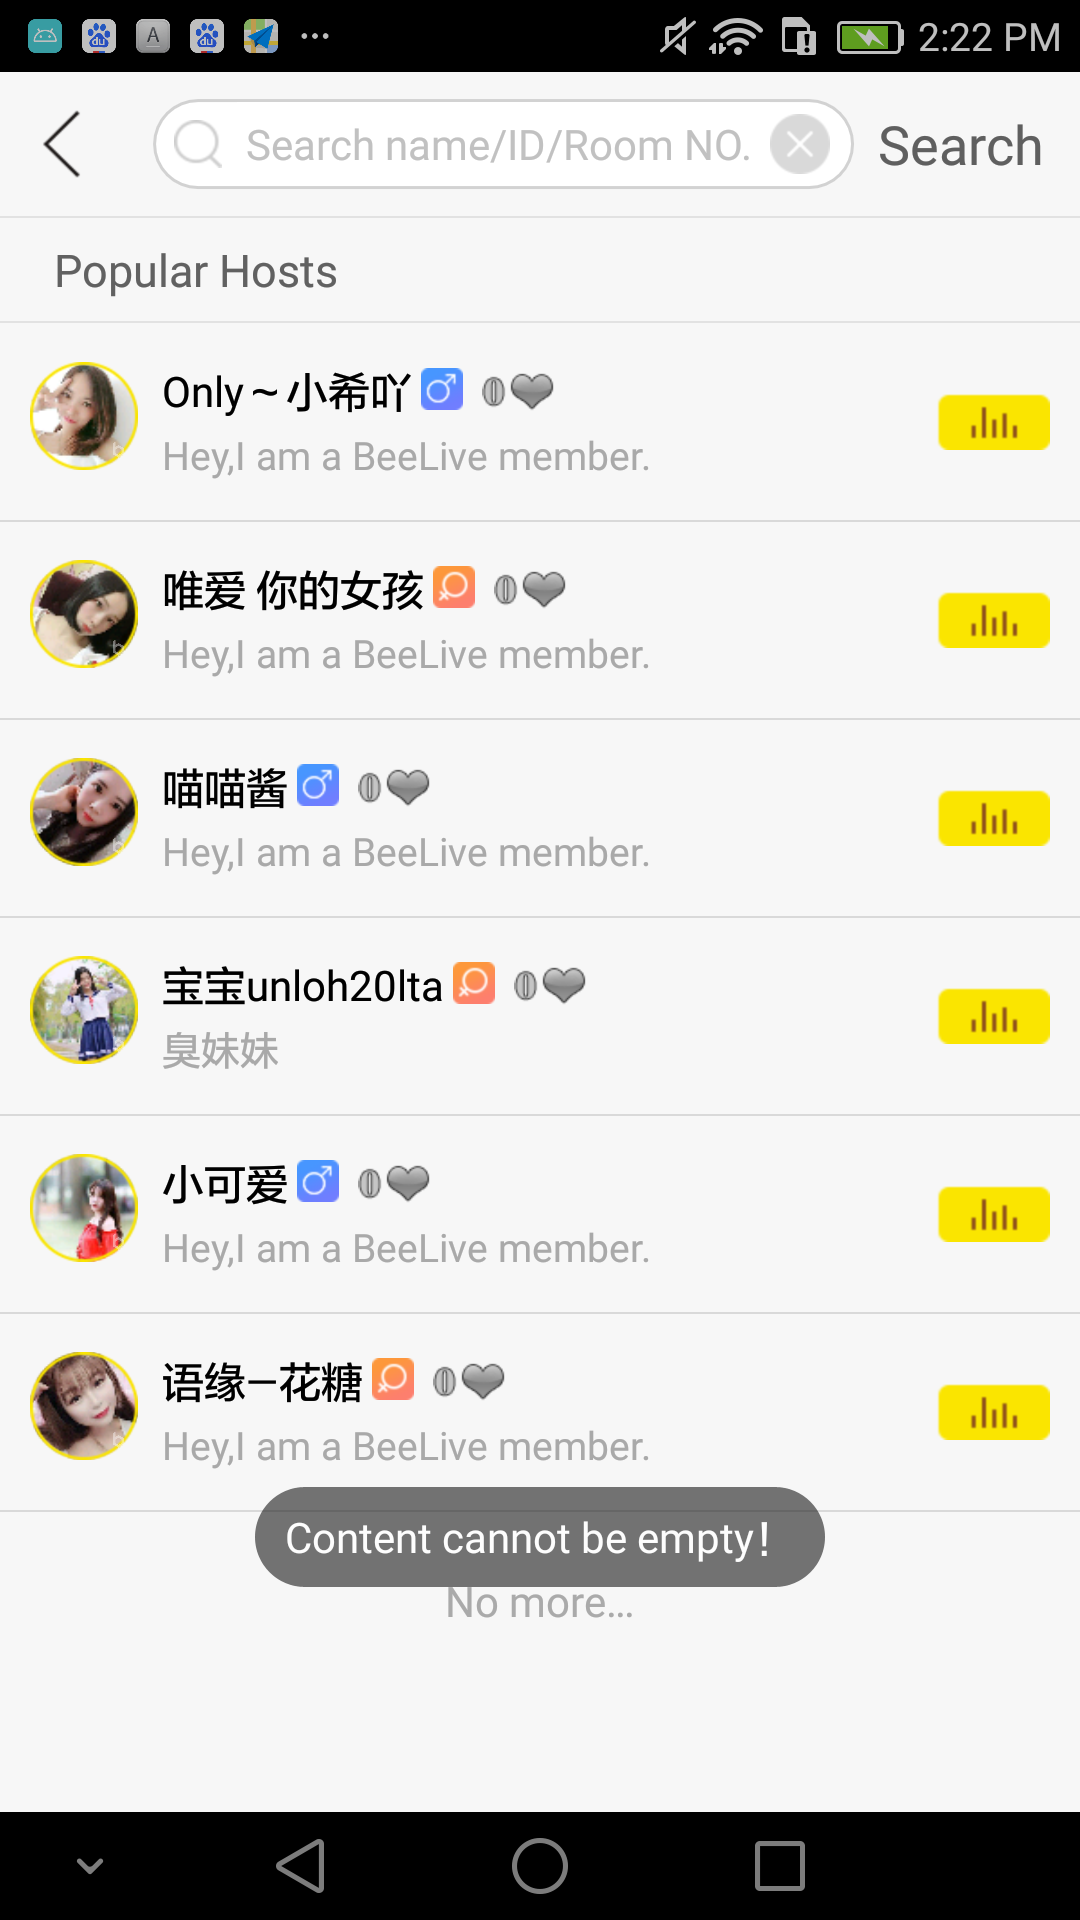 2:22 PM
Search name/ID/Room NO.
Search
Popular Hosts
Only～小希吖
0
Hey,I am a BeeLive member.
唯爱 你的女孩
0
Hey,I am a BeeLive member.
喵喵酱
0
Hey,I am a BeeLive member.
宝宝unloh20lta
0
臭妹妹
小可爱
0
Hey,I am a BeeLive member.
语缘—花糖
0
Hey,I am a BeeLive member.
Content cannot be empty！
No more...